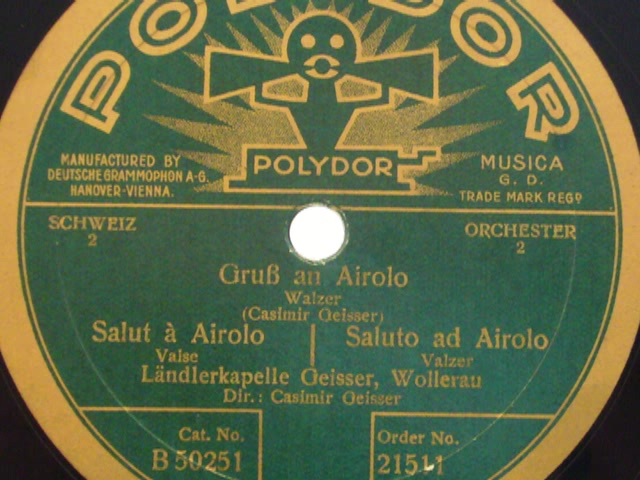 POLYDOR
POLYDOR
MANUFACTURED BY
DEUTSCHE GRAMMOPHON A-G.
HANOVER-VIENNA.
MUSICA
G. D.
TRADE MARK REGD
SCHWEIZ
2
ORCHESTER
2
Gruß an Airolo
Walzer
(Casimir Geisser)
Salut à Airolo
Valse
Saluto ad Airolo
Valzer
Ländlerkapelle Geisser, Wollerau
Dir.: Casimir Geisser
Cat. No.
B 50251
Order No.
21511